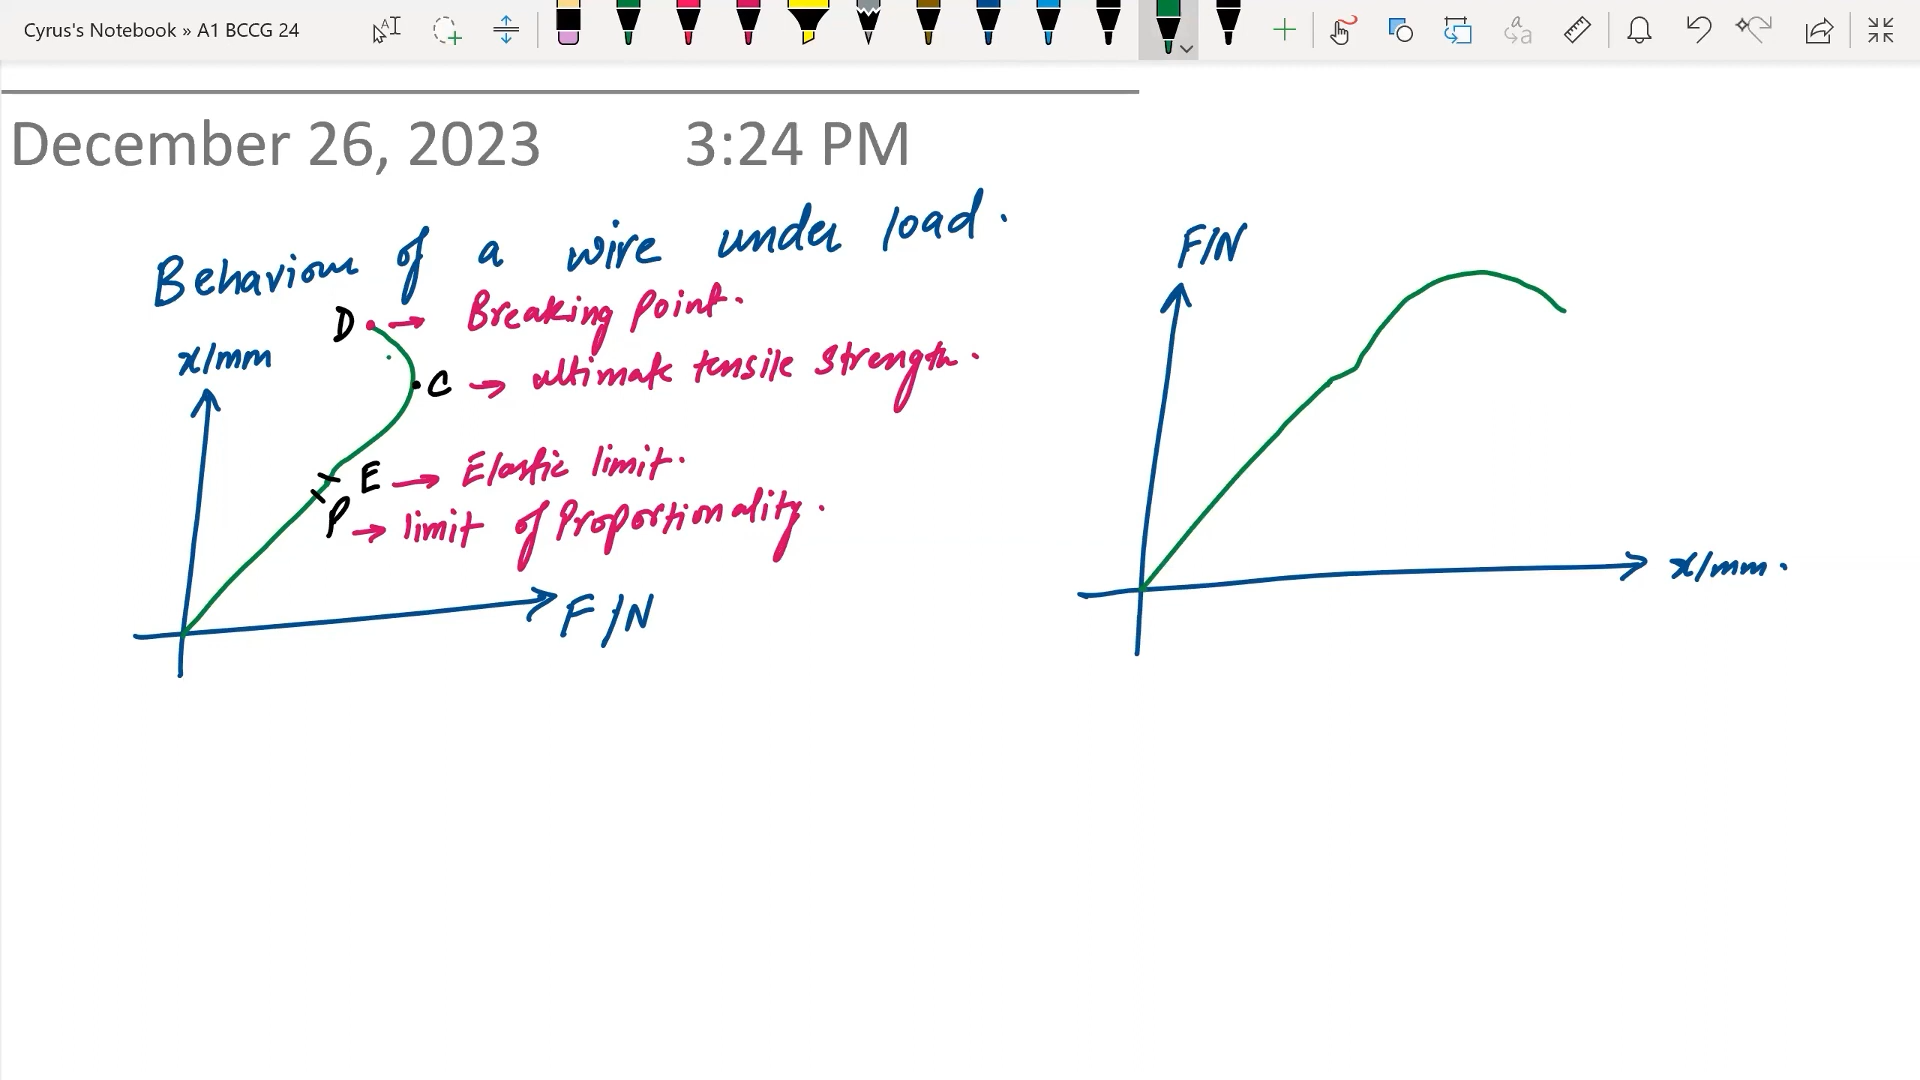 Cyrus's Notebook » A1 BCCG 24
December 26, 2023 3:24 PM
Behaviour of a wire under load.
D → Breaking Point.
x/mm
C → ultimate tensile strength.
E → Elastic limit.
P → limit of Proportionality.
F/N
F/N
x/mm.